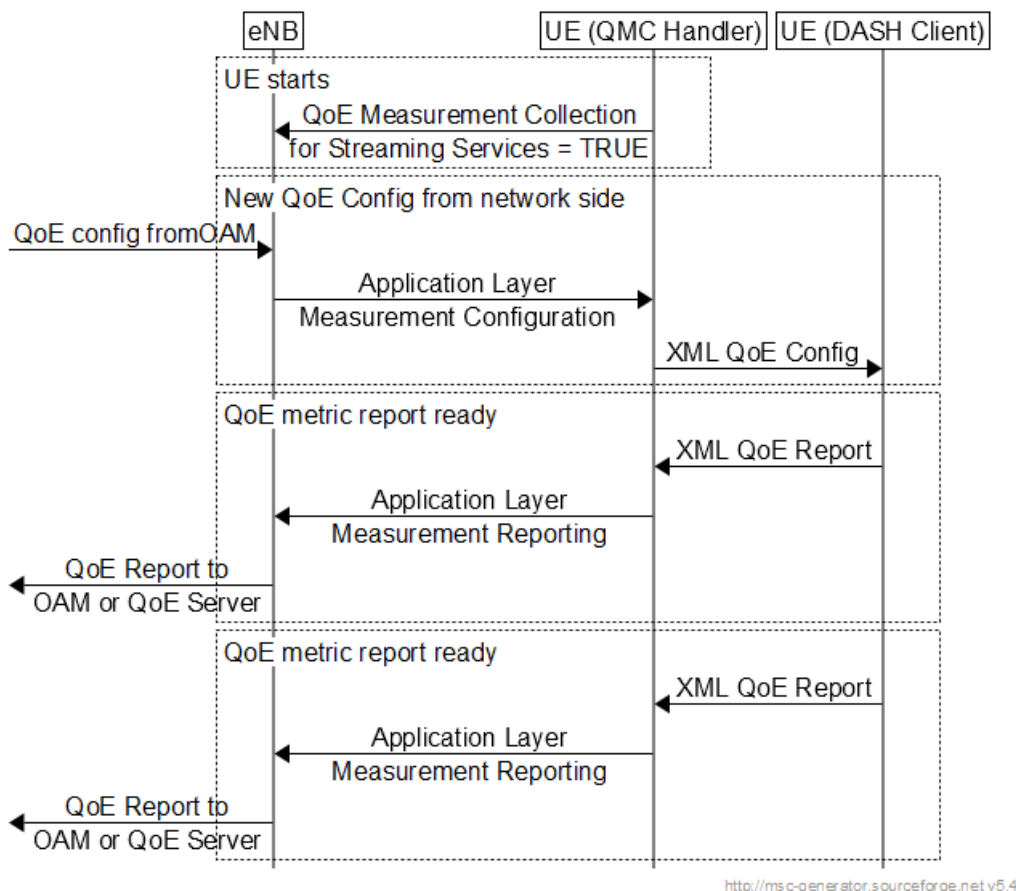 eNB
UE (QMC Handler)
UE (DASH Client)
UE starts
QoE Measurement Collection
for Streaming Services = TRUE
New QoE Config from network side
QoE config fromOAM
Application Layer
Measurement Configuration
XML QoE Config
QoE metric report ready
XML QoE Report
Application Layer
Measurement Reporting
QoE Report to
OAM or QoE Server
QoE metric report ready
XML QoE Report
Application Layer
Measurement Reporting
QoE Report to
OAM or QoE Server
http://msc-generator.sourceforge.net v5.4